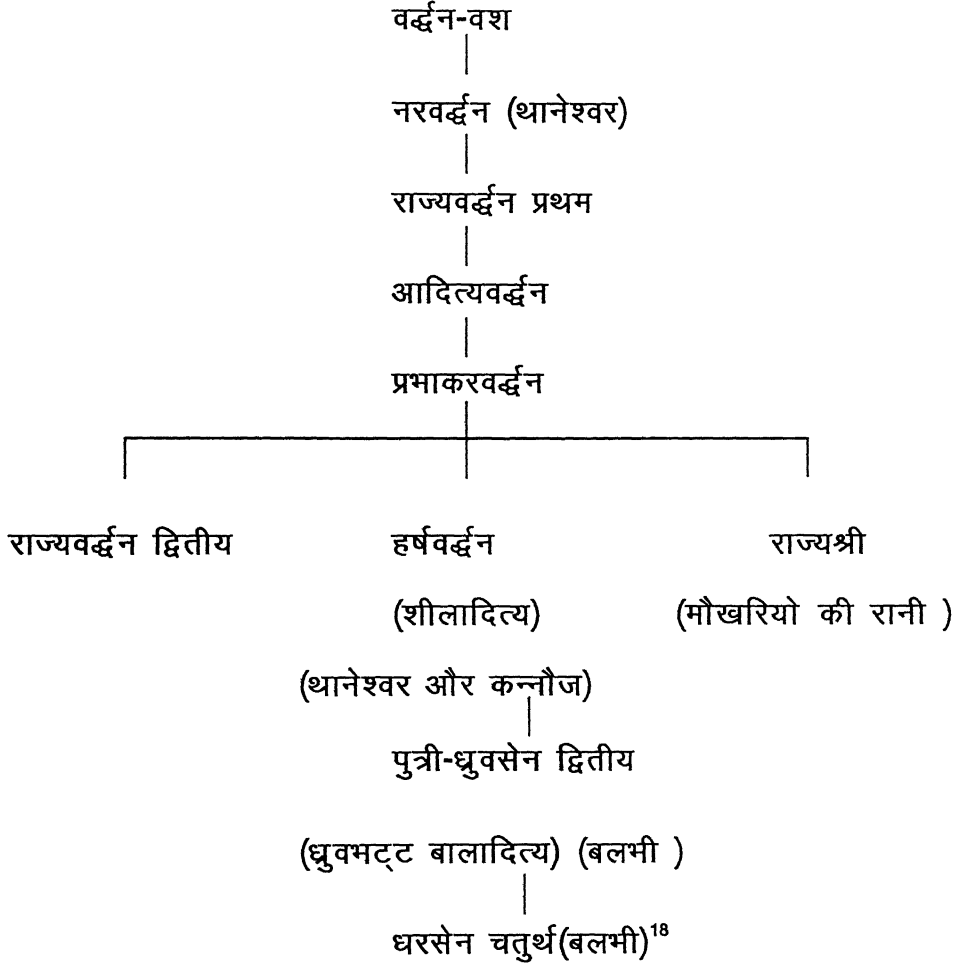 वर्द्धन-वश
नरवर्द्धन (थानेश्वर)
राज्यवर्द्धन प्रथम
आदित्यवर्द्धन
प्रभाकरवर्द्धन
राज्यवर्द्धन द्वितीय हर्षवर्द्धन राज्यश्री
(शीलादित्य) (मौखरियो की रानी )
(थानेश्वर और कन्नौज)
पुत्री-ध्रुवसेन द्वितीय
(ध्रुवभट्ट बालादित्य) (बलभी )
धरसेन चतुर्थ(बलभी)¹⁸